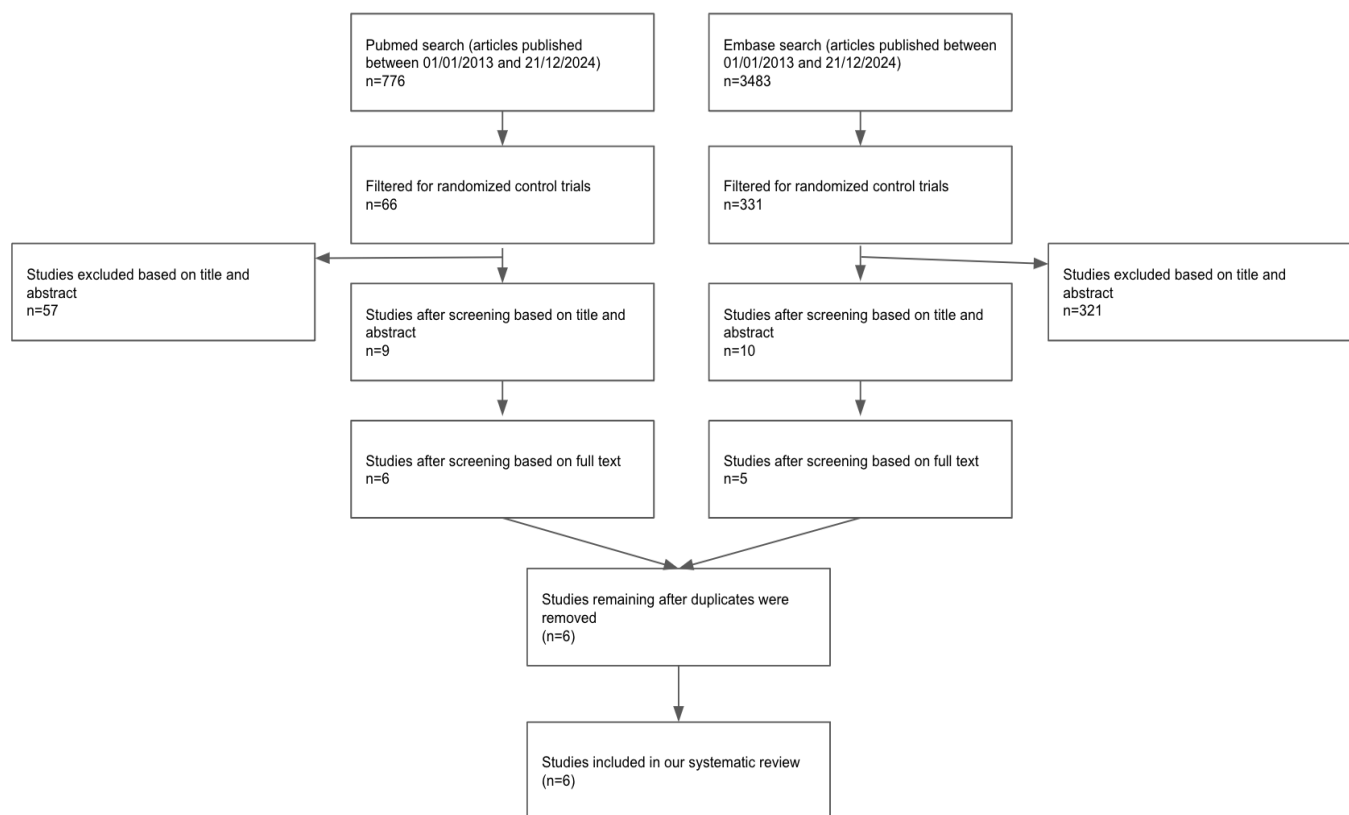 Pubmed search (articles published
between 01/01/2013 and 21/12/2024)
n=776
Embase search (articles published between
01/01/2013 and 21/12/2024)
n=3483
Filtered for randomized control trials
n=66
Filtered for randomized control trials
n=331
Studies excluded based on title and
abstract
n=57
Studies after screening based on title and
abstract
n=9
Studies after screening based on title and
abstract
n=10
Studies excluded based on title and
abstract
n=321
Studies after screening based on full text
n=6
Studies after screening based on full text
n=5
Studies remaining after duplicates were
removed
(n=6)
Studies included in our systematic review
(n=6)